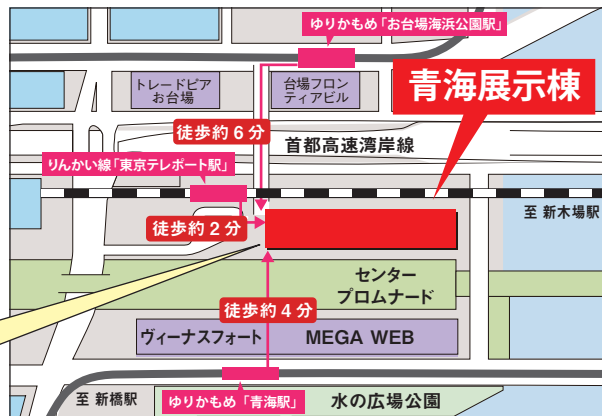 ゆりかもめ「お台場海浜公園駅」
トレードピア
お台場
台場フロン
ティアビル
青海展示棟
徒歩約6分
首都高速湾岸線
りんかい線「東京テレポート駅」
至 新木場駅
徒歩約2分
センター
プロムナード
徒歩約4分
ヴィーナスフォート
MEGA WEB
至 新橋駅
ゆりかもめ「青海駅」
水の広場公園